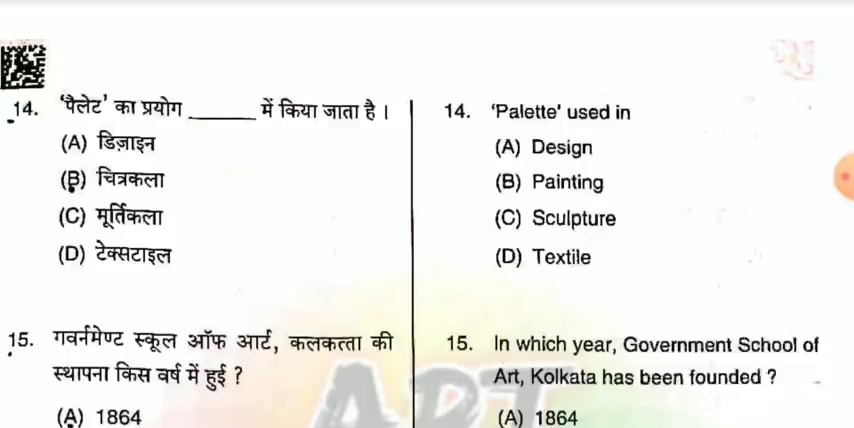 14. 'पैलेट' का प्रयोग ______ में किया जाता है ।
(A) डिज़ाइन
(B) चित्रकला
(C) मूर्तिकला
(D) टेक्सटाइल
15. गवर्नमेण्ट स्कूल ऑफ आर्ट, कलकत्ता की
स्थापना किस वर्ष में हुई ?
(A) 1864
14. 'Palette' used in
(A) Design
(B) Painting
(C) Sculpture
(D) Textile
15. In which year, Government School of
Art, Kolkata has been founded ?
(A) 1864
ART